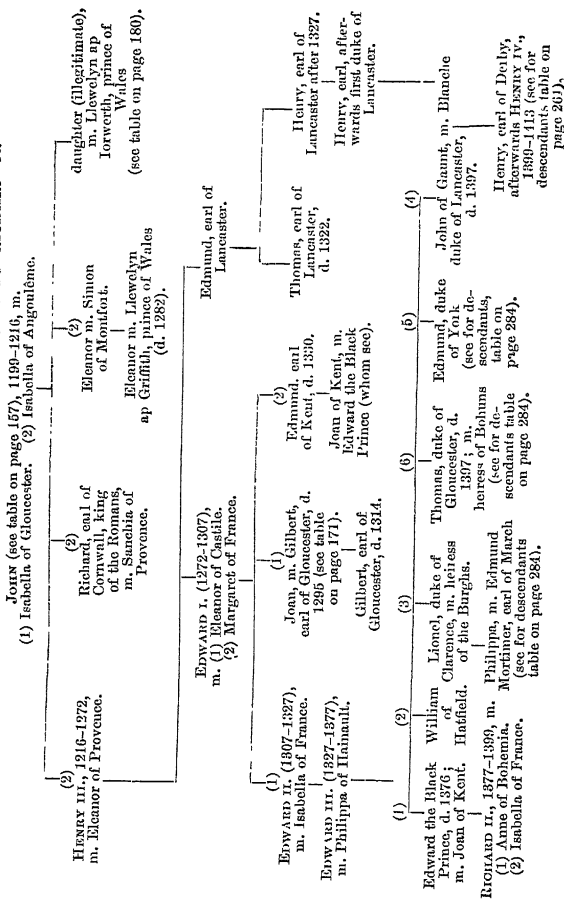 JOHN (see table on page 157), 1199–1216, m.
(1) Isabella of Gloucester. (2) Isabella of Angoulême.
(2)
HENRY III., 1216–1272,
m. Eleanor of Provence.
(2)
Richard, earl of
Cornwall, king
of the Romans,
m. Sanchia of
Provence.
(2)
Eleanor m. Simon
of Montfort.
Eleanor m. Llewelyn
ap Griffith, prince of Wales
(d. 1282).
daughter (illegitimate),
m. Llewelyn ap
Iorwerth, prince of
Wales
(see table on page 180).
EDWARD I. (1272–1307),
m. (1) Eleanor of Castile.
(2) Margaret of France.
Edmund, earl of
Lancaster.
(1)
EDWARD II. (1307–1327),
m. Isabella of France.
EDWARD III. (1327–1377),
m. Philippa of Hainault.
(1)
Joan, m. Gilbert,
earl of Gloucester, d.
1295 (see table
on page 171).
Gilbert, earl of
Gloucester, d. 1314.
(2)
Edmund, earl
of Kent, d. 1330.
Joan of Kent, m.
Edward the Black
Prince (whom see).
Thomas, earl of
Lancaster,
d. 1322.
Henry, earl of
Lancaster after 1327.
Henry, earl, after-
wards first duke of
Lancaster.
(1)
Edward the Black
Prince, d. 1376;
m. Joan of Kent.
RICHARD II., 1377–1399, m.
(1) Anne of Bohemia.
(2) Isabella of France.
(2)
William
of
Hatfield.
(3)
Lionel, duke of
Clarence, m. heiress
of the Burghs.
Philippa, m. Edmund
Mortimer, earl of March
(see for descendants
table on page 284).
(6)
Thomas, duke of
Gloucester, d.
1397; m.
heiress of Bohuns
(see for de-
scendants table
on page 284).
(5)
Edmund, duke
of York
(see for de-
scendants,
table on
page 284).
(4)
John of Gaunt, m. Blanche
duke of Lancaster,
d. 1397.
Henry, earl of Derby,
afterwards HENRY IV.,
1399–1413 (see for
descendants table on
page 261).